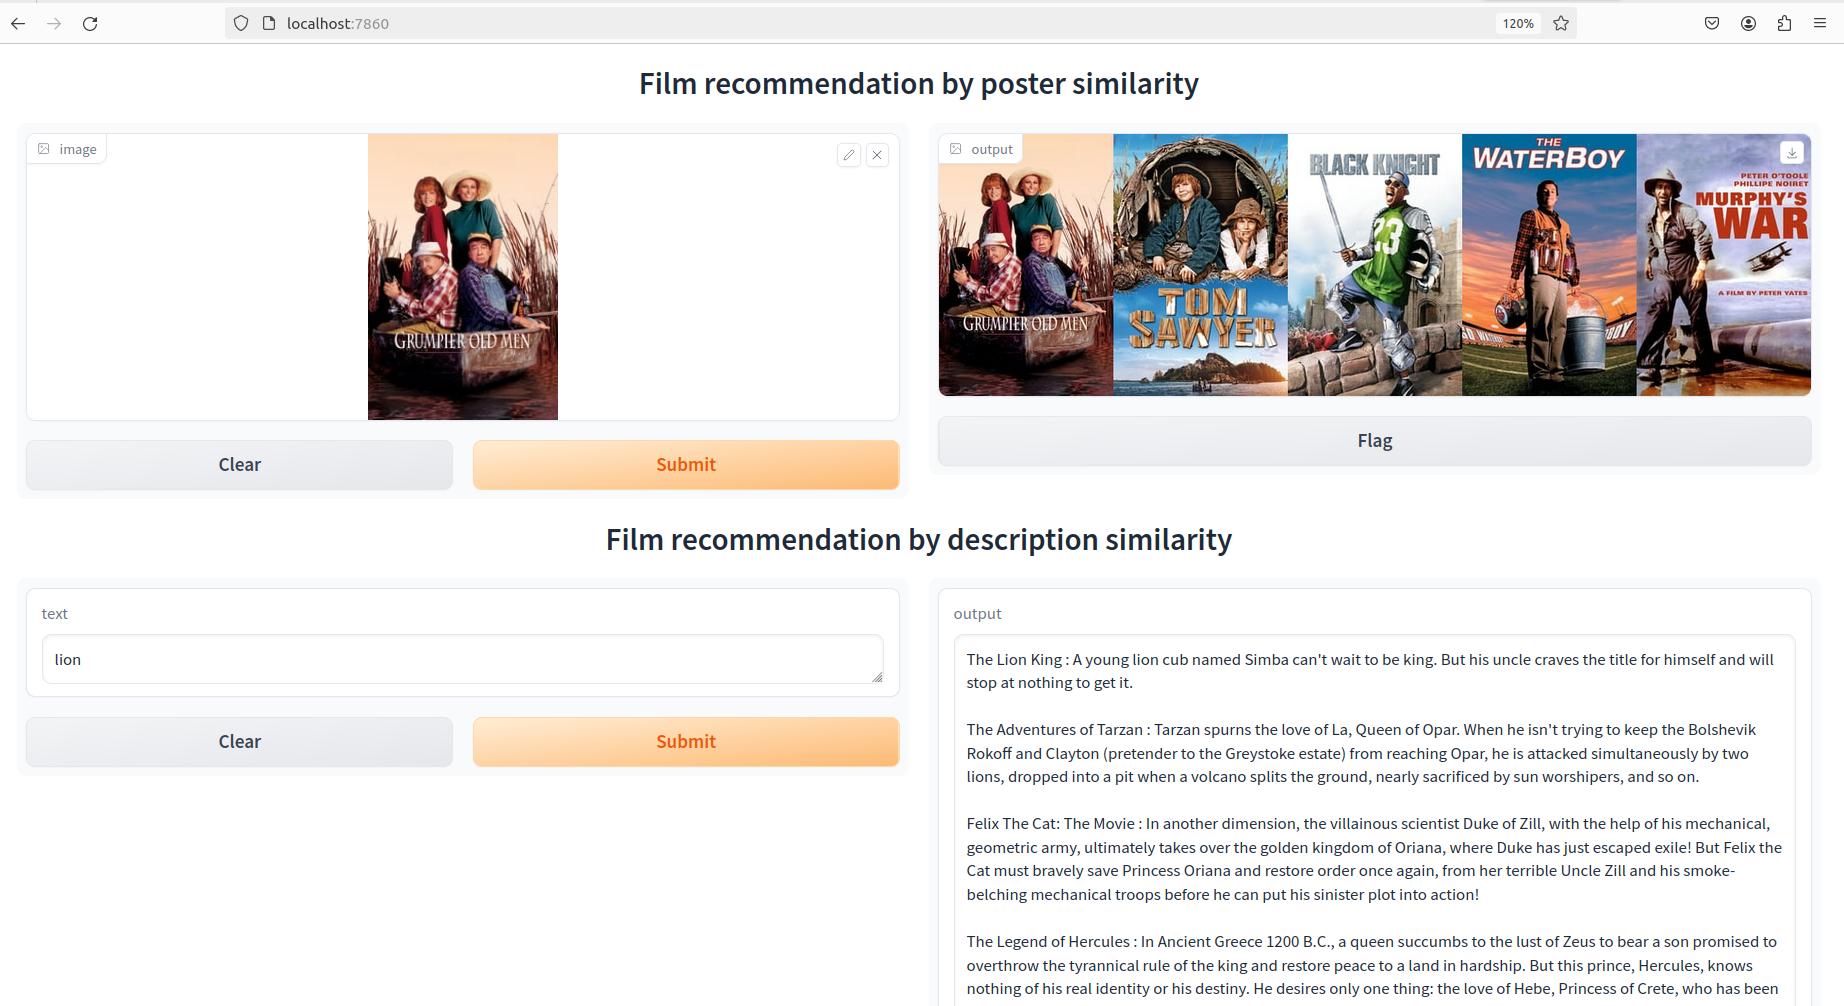 localhost:7860
120%
Film recommendation by poster similarity
image
GRUMPIER OLD MEN
Clear
Submit
output
GRUMPIER OLD MEN
TOM
SAWYER
BLACK KNIGHT
23
THE
WATERBOY
PETER O'TOOLE
PHILLIPE NOIRET
MURPHY'S
WAR
A FILM BY PETER YATES
Flag
Film recommendation by description similarity
text
lion
Clear
Submit
output
The Lion King : A young lion cub named Simba can't wait to be king. But his uncle craves the title for himself and will
stop at nothing to get it.
The Adventures of Tarzan : Tarzan spurns the love of La, Queen of Opar. When he isn't trying to keep the Bolshevik
Rokoff and Clayton (pretender to the Greystoke estate) from reaching Opar, he is attacked simultaneously by two
lions, dropped into a pit when a volcano splits the ground, nearly sacrificed by sun worshipers, and so on.
Felix The Cat: The Movie : In another dimension, the villainous scientist Duke of Zill, with the help of his mechanical,
geometric army, ultimately takes over the golden kingdom of Oriana, where Duke has just escaped exile! But Felix the
Cat must bravely save Princess Oriana and restore order once again, from her terrible Uncle Zill and his smoke-
belching mechanical troops before he can put his sinister plot into action!
The Legend of Hercules : In Ancient Greece 1200 B.C., a queen succumbs to the lust of Zeus to bear a son promised to
overthrow the tyrannical rule of the king and restore peace to a land in hardship. But this prince, Hercules, knows
nothing of his real identity or his destiny. He desires only one thing: the love of Hebe, Princess of Crete, who has been